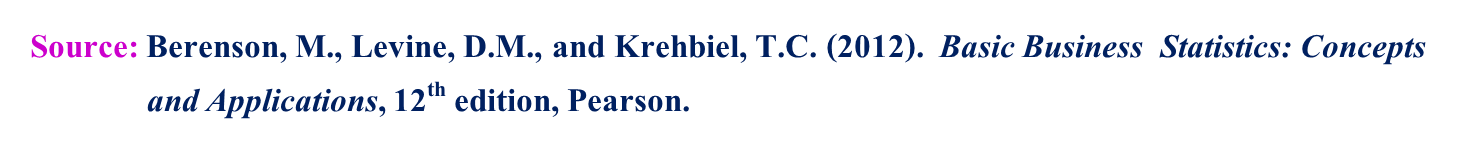 Source: Berenson, M., Levine, D.M., and Krehbiel, T.C. (2012). Basic Business Statistics: Concepts
and Applications, 12th edition, Pearson.